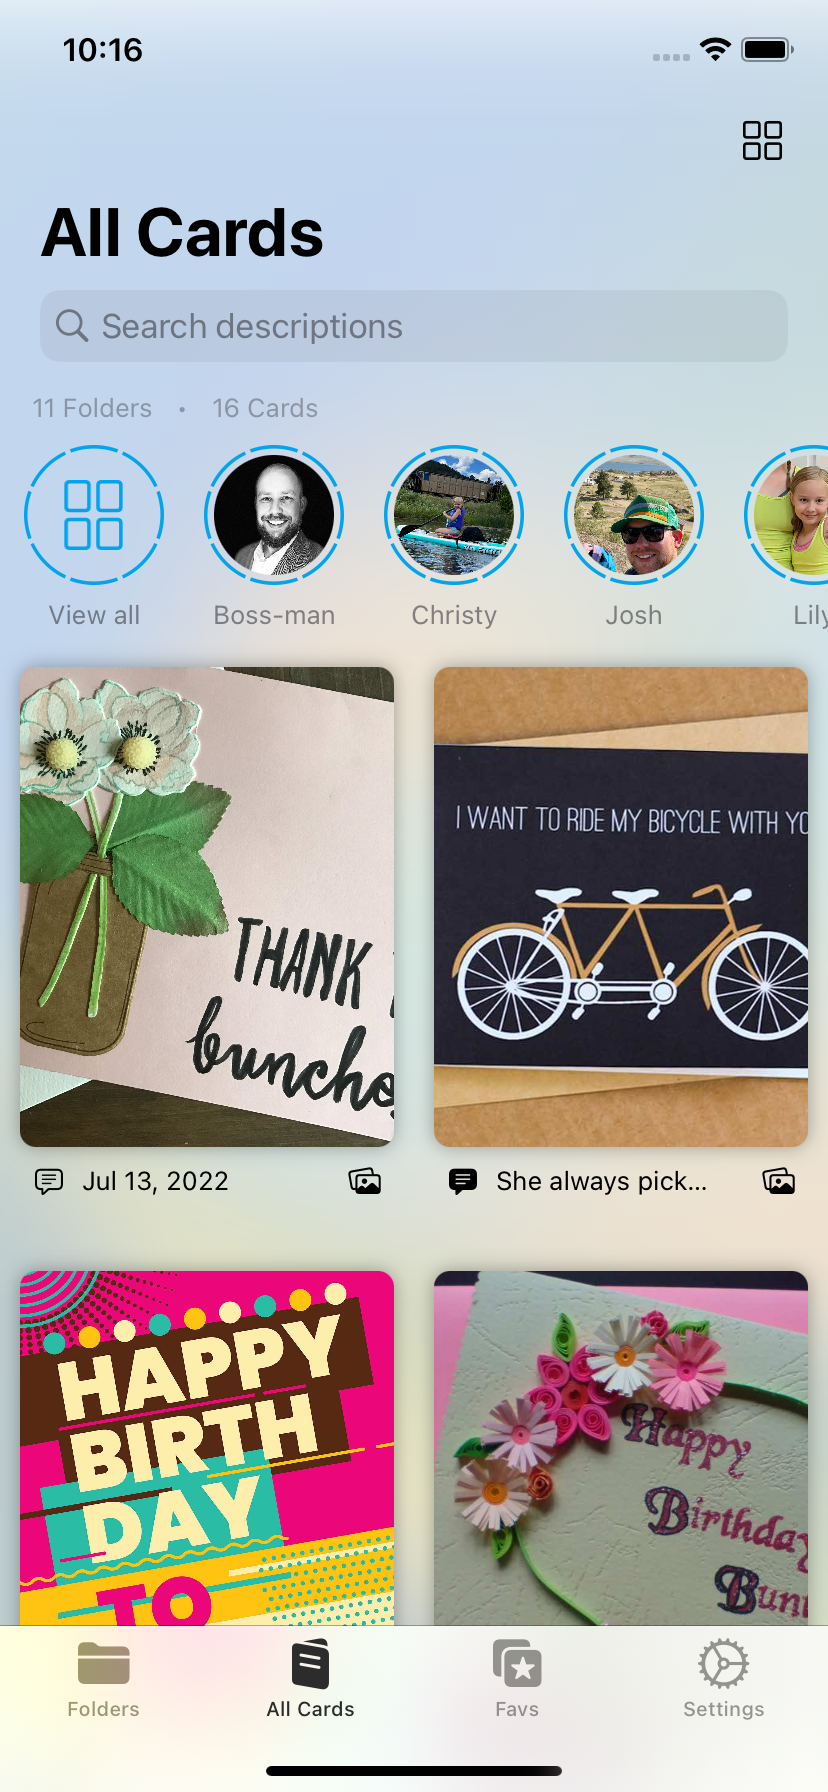 10:16
All Cards
Search descriptions
11 Folders • 16 Cards
View all
Boss-man
Christy
Josh
Lily
THANK
bunche
I WANT TO RIDE MY BICYCLE WITH YO
Jul 13, 2022
She always pick...
HAPPY
BIRTH
DAY
TO
Happy
Birthday
Bun
Folders
All Cards
Favs
Settings